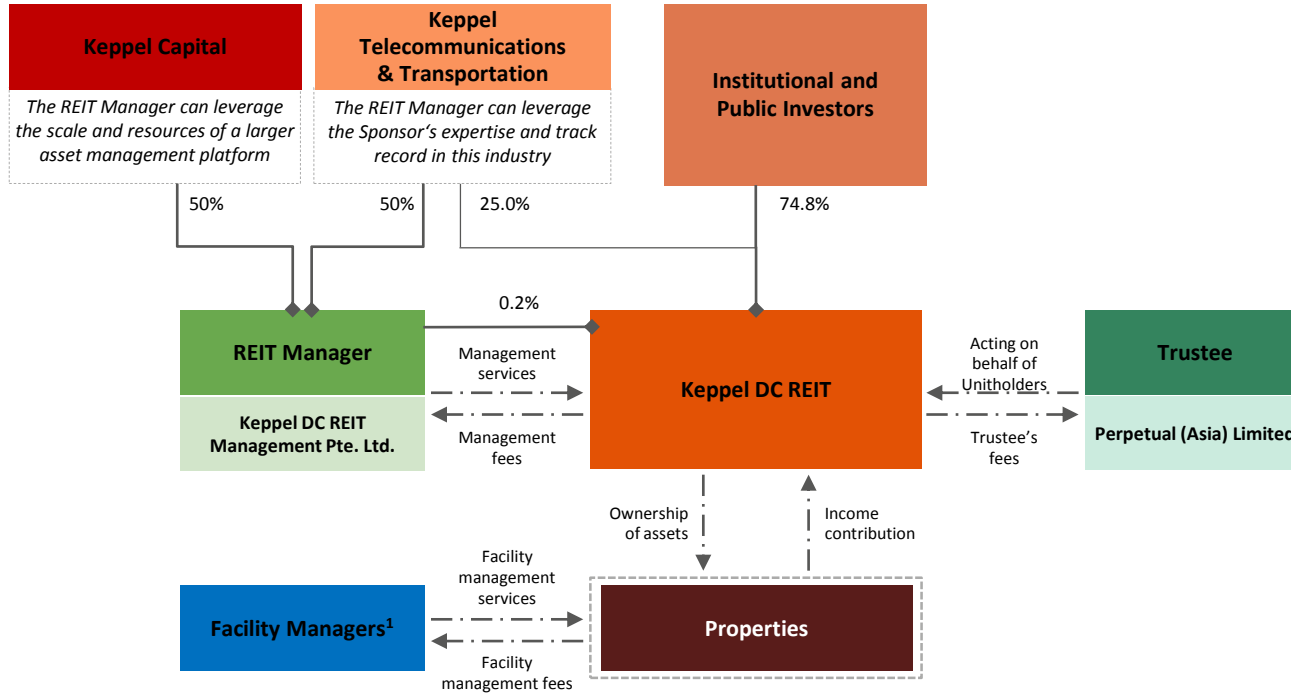 Keppel Capital
The REIT Manager can leverage
the scale and resources of a larger
asset management platform
Keppel
Telecommunications
& Transportation
The REIT Manager can leverage
the Sponsor‘s expertise and track
record in this industry
Institutional and
Public Investors
50%
50%
25.0%
74.8%
0.2%
REIT Manager
Keppel DC REIT
Management Pte. Ltd.
Management
services
Management
fees
Keppel DC REIT
Acting on
behalf of
Unitholders
Trustee’s
fees
Trustee
Perpetual (Asia) Limited
Ownership
of assets
Income
contribution
Facility Managers¹
Facility
management
services
Facility
management fees
Properties